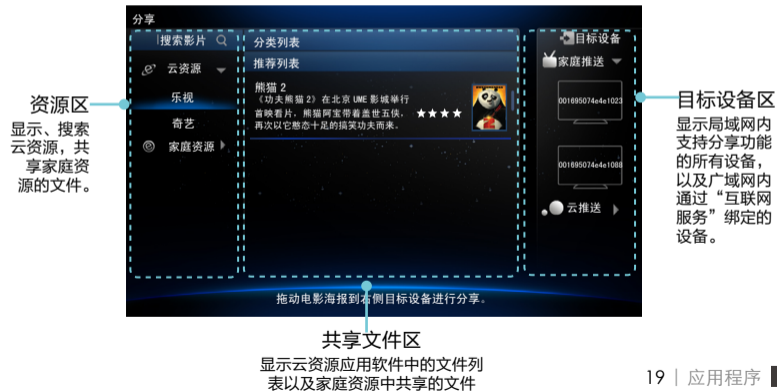 分享
搜索影片
云资源
乐视
奇艺
家庭资源
分类列表
推荐列表
熊猫 2
《功夫熊猫2》在北京 UME 影城举行
首映看片，熊猫阿宝带着盖世五侠，
再次以它憨态十足的搞笑功夫而来。
目标设备
家庭推送
001695074e4e1023
001695074e4e1088
云推送
拖动电影海报到右侧目标设备进行分享。
资源区
显示、搜索
云资源，共
享家庭资
源的文件。
目标设备区
显示局域网内
支持分享功能
的所有设备，
以及广域网内
通过“互联网
服务”绑定的
设备。
共享文件区
显示云资源应用软件中的文件列
表以及家庭资源中共享的文件
19 | 应用程序